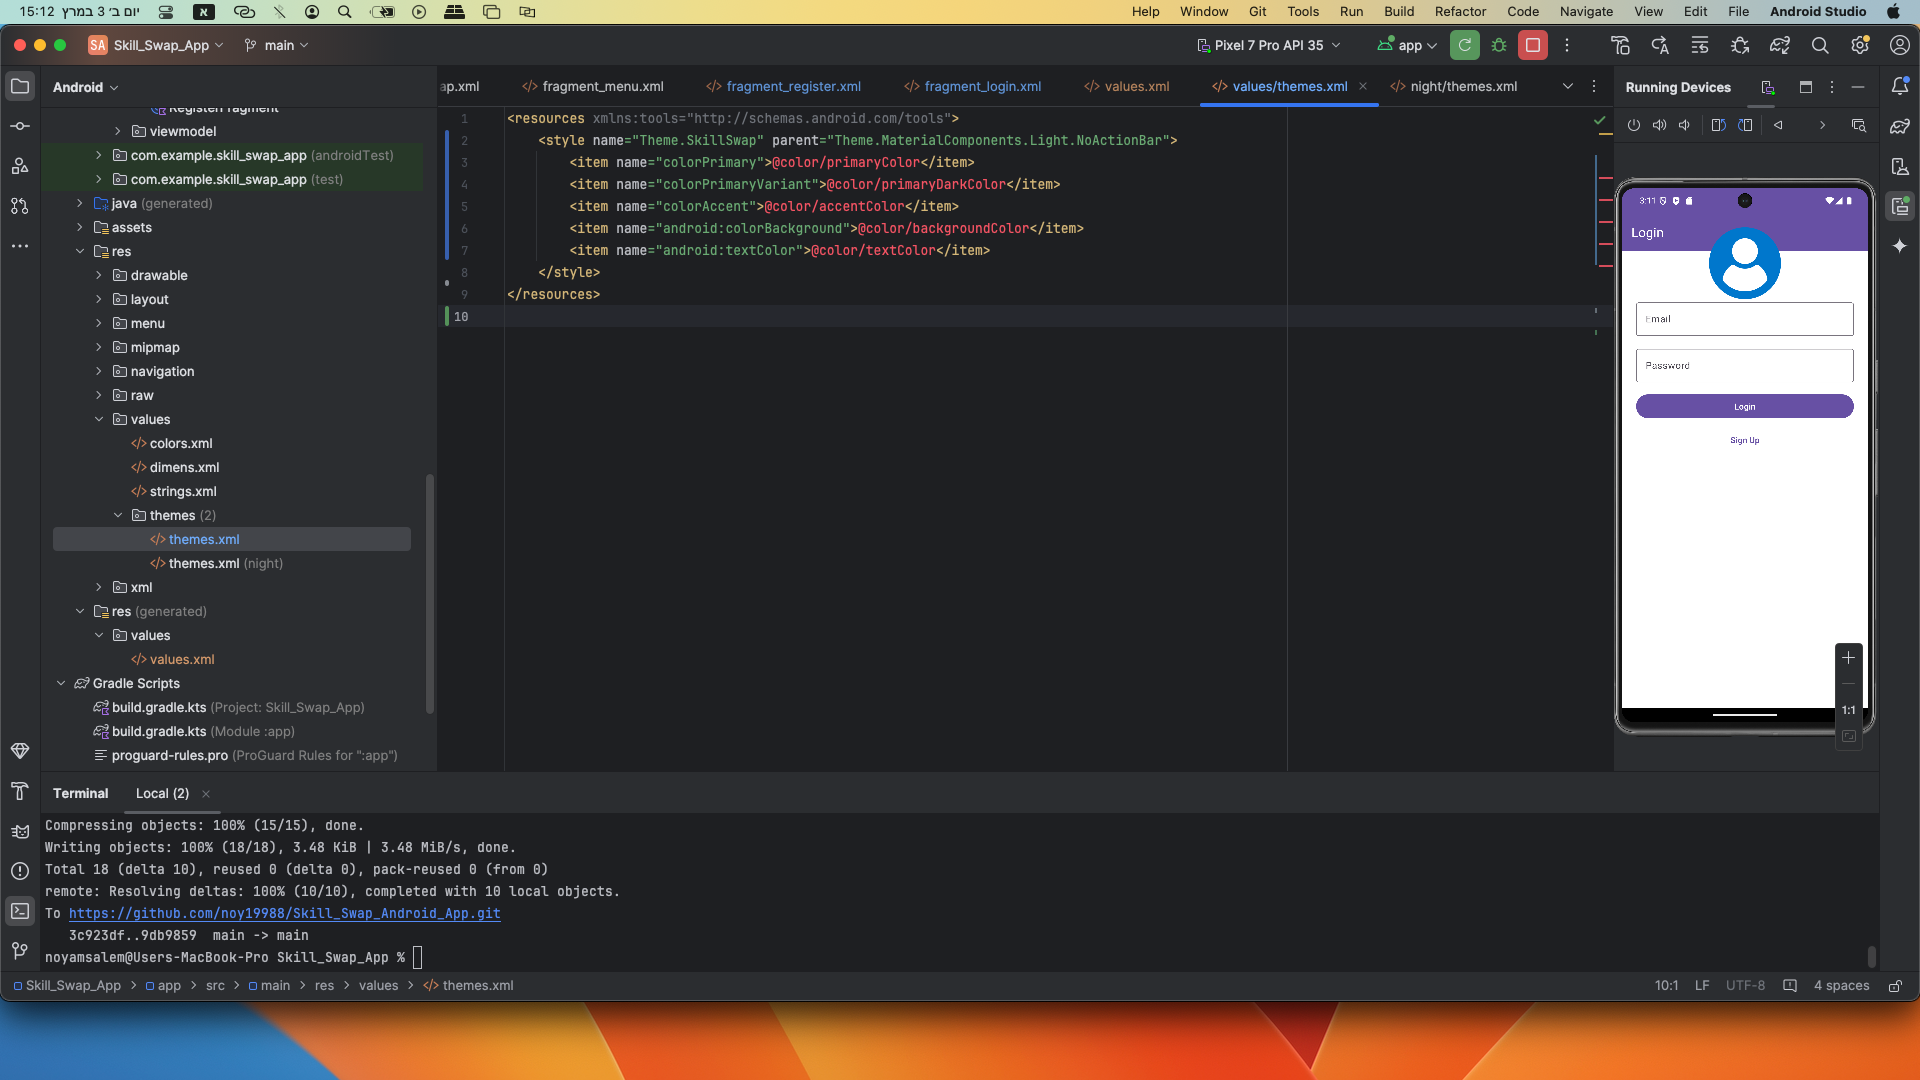 15:12 יום ב׳ 3 במרץ
א
Help Window Git Tools Run Build Refactor Code Navigate View Edit File Android Studio
SA Skill_Swap_App main
Pixel 7 Pro API 35 app
Android
ap.xml fragment_menu.xml fragment_register.xml fragment_login.xml values.xml values/themes.xml night/themes.xml
Running Devices
RegisterFragment
viewmodel
com.example.skill_swap_app (androidTest)
com.example.skill_swap_app (test)
java (generated)
assets
res
drawable
layout
menu
mipmap
navigation
raw
values
colors.xml
dimens.xml
strings.xml
themes (2)
themes.xml
themes.xml (night)
xml
res (generated)
values
values.xml
Gradle Scripts
build.gradle.kts (Project: Skill_Swap_App)
build.gradle.kts (Module :app)
proguard-rules.pro (ProGuard Rules for ":app")
1 <resources xmlns:tools="http://schemas.android.com/tools">
2 <style name="Theme.SkillSwap" parent="Theme.MaterialComponents.Light.NoActionBar">
3 <item name="colorPrimary">@color/primaryColor</item>
4 <item name="colorPrimaryVariant">@color/primaryDarkColor</item>
5 <item name="colorAccent">@color/accentColor</item>
6 <item name="android:colorBackground">@color/backgroundColor</item>
7 <item name="android:textColor">@color/textColor</item>
8 </style>
9 </resources>
10
3:11
Login
Email
Password
Login
Sign Up
1:1
Terminal Local (2)
Compressing objects: 100% (15/15), done.
Writing objects: 100% (18/18), 3.48 KiB | 3.48 MiB/s, done.
Total 18 (delta 10), reused 0 (delta 0), pack-reused 0 (from 0)
remote: Resolving deltas: 100% (10/10), completed with 10 local objects.
To https://github.com/noy19988/Skill_Swap_Android_App.git
3c923df..9db9859 main -> main
noyamsalem@Users-MacBook-Pro Skill_Swap_App %
Skill_Swap_App > app > src > main > res > values > themes.xml
10:1 LF UTF-8 4 spaces